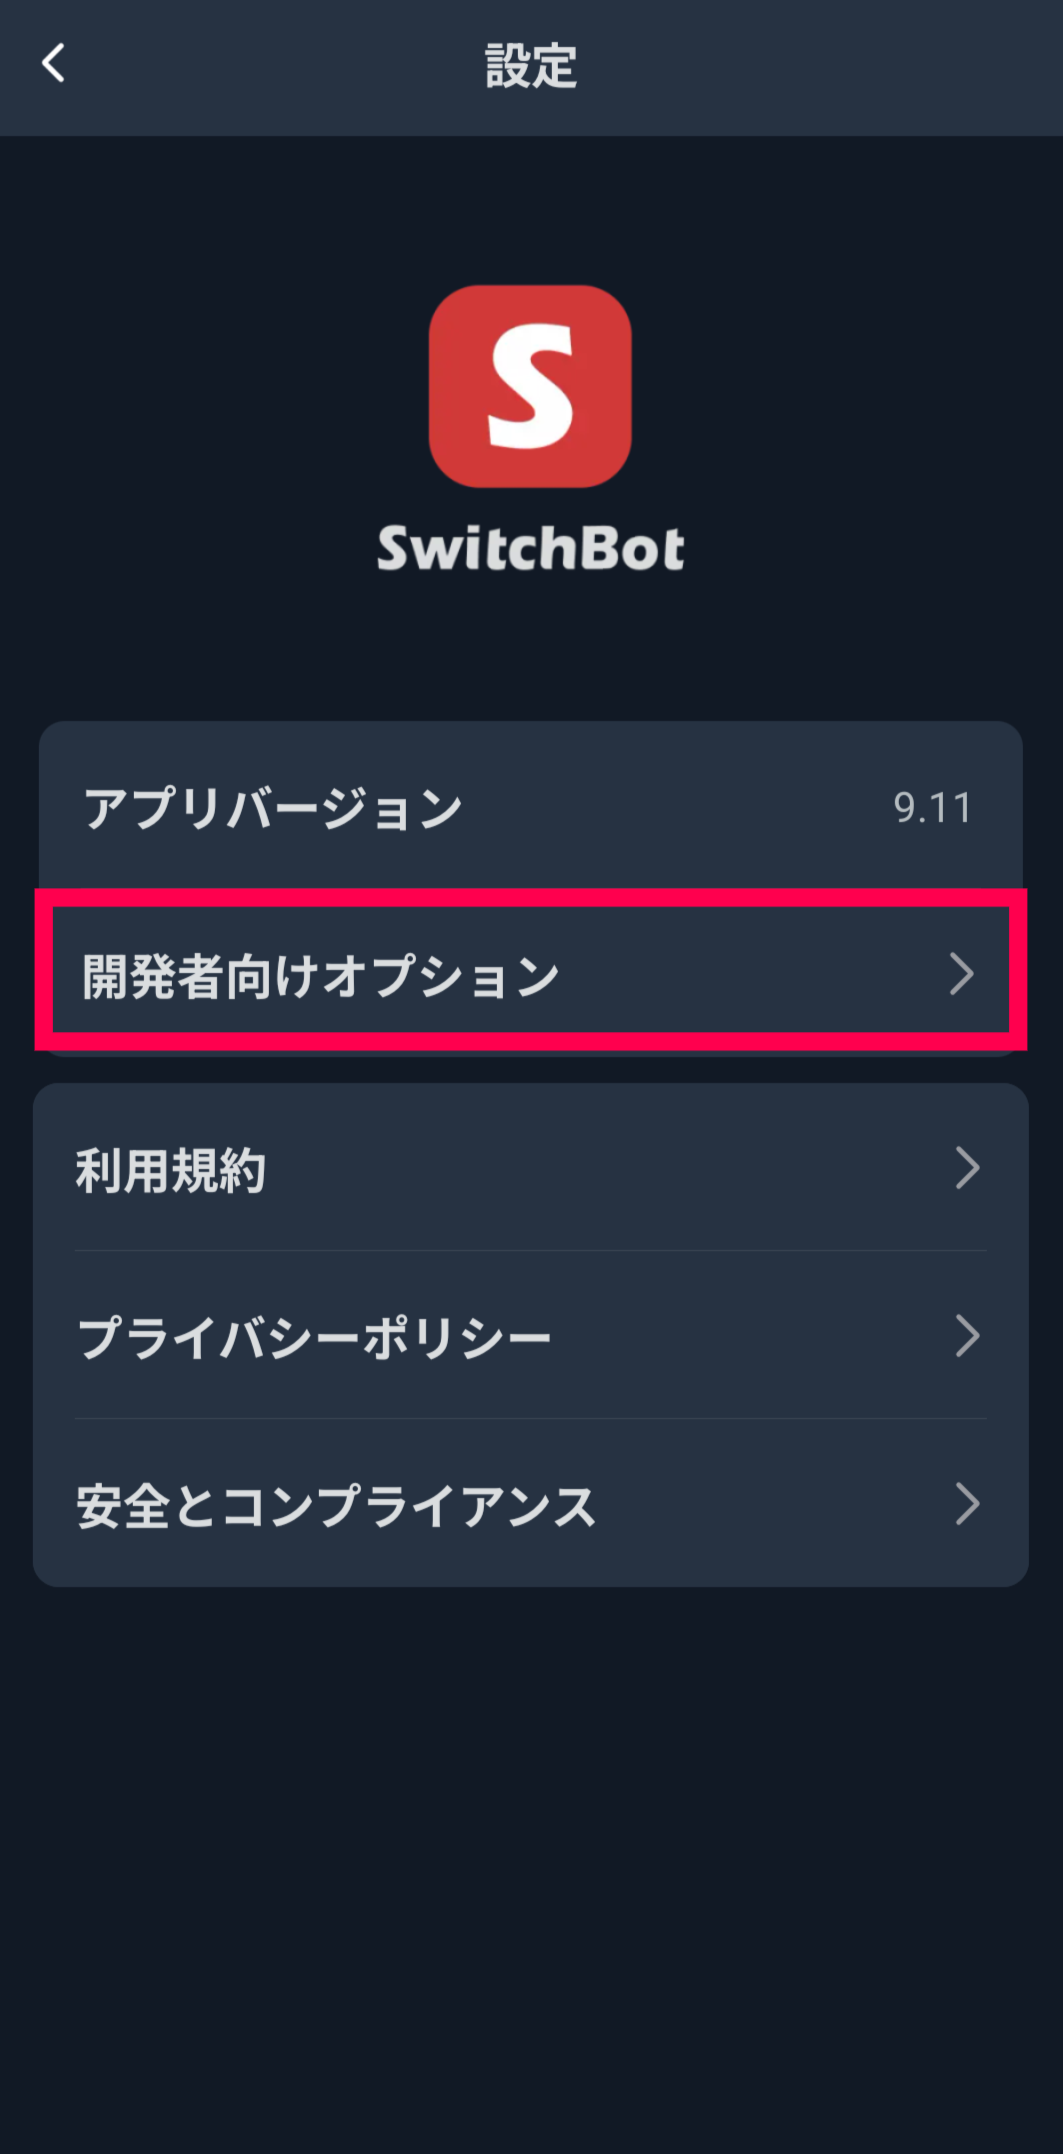 設定
S
SwitchBot
アプリバージョン 9.11
開発者向けオプション
利用規約
プライバシーポリシー
安全とコンプライアンス